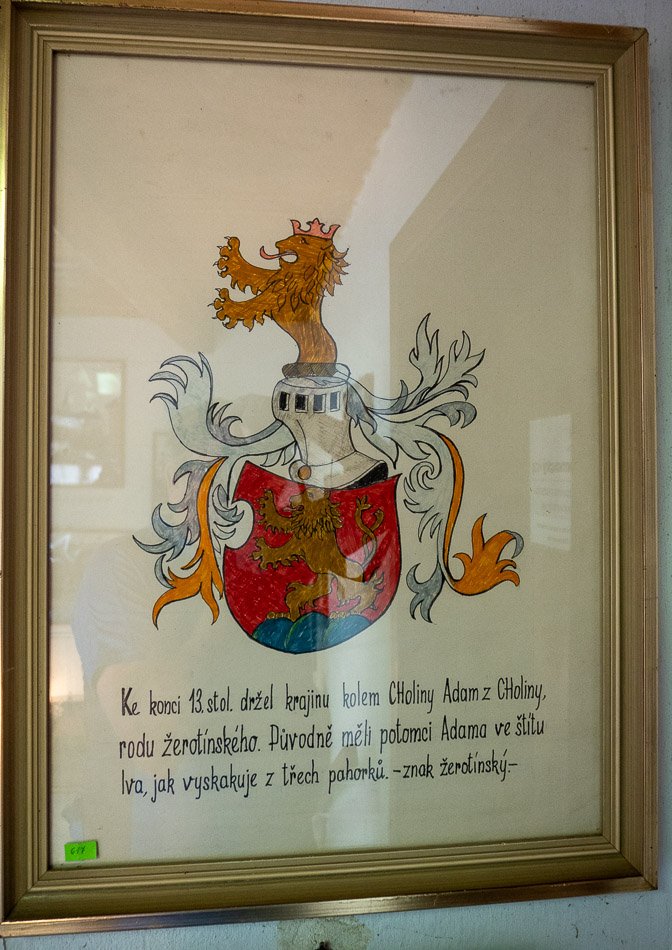 Ke konci 13. stol. držel krajinu kolem CHoliny Adam z CHoliny,
rodu žerotínského. Původně měli potomci Adama ve štítu
lva, jak vyskakuje z třech pahorků. – znak žerotínský. –